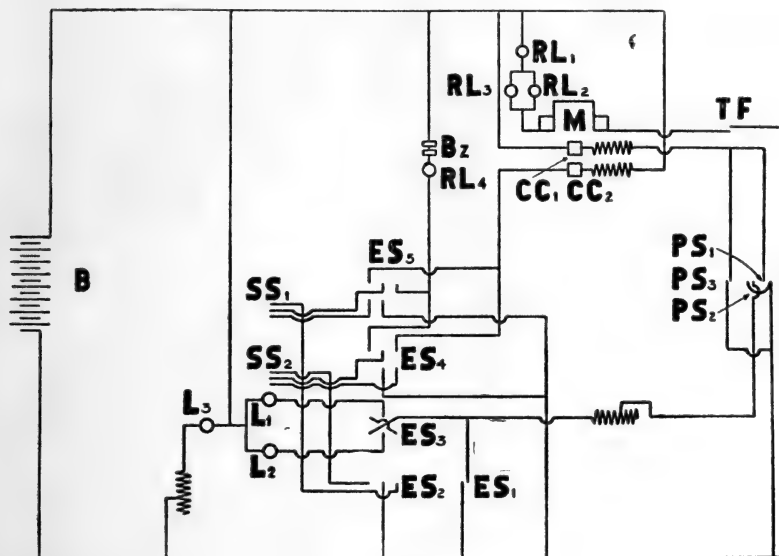 RL₁
RL₃ RL₂
TF
M
Bz
RL₄
CC₁ CC₂
ES₅
PS₁
B
SS₁
PS₃
PS₂
SS₂
ES₄
L₃
L₁
ES₃
L₂
ES₂ ES₁